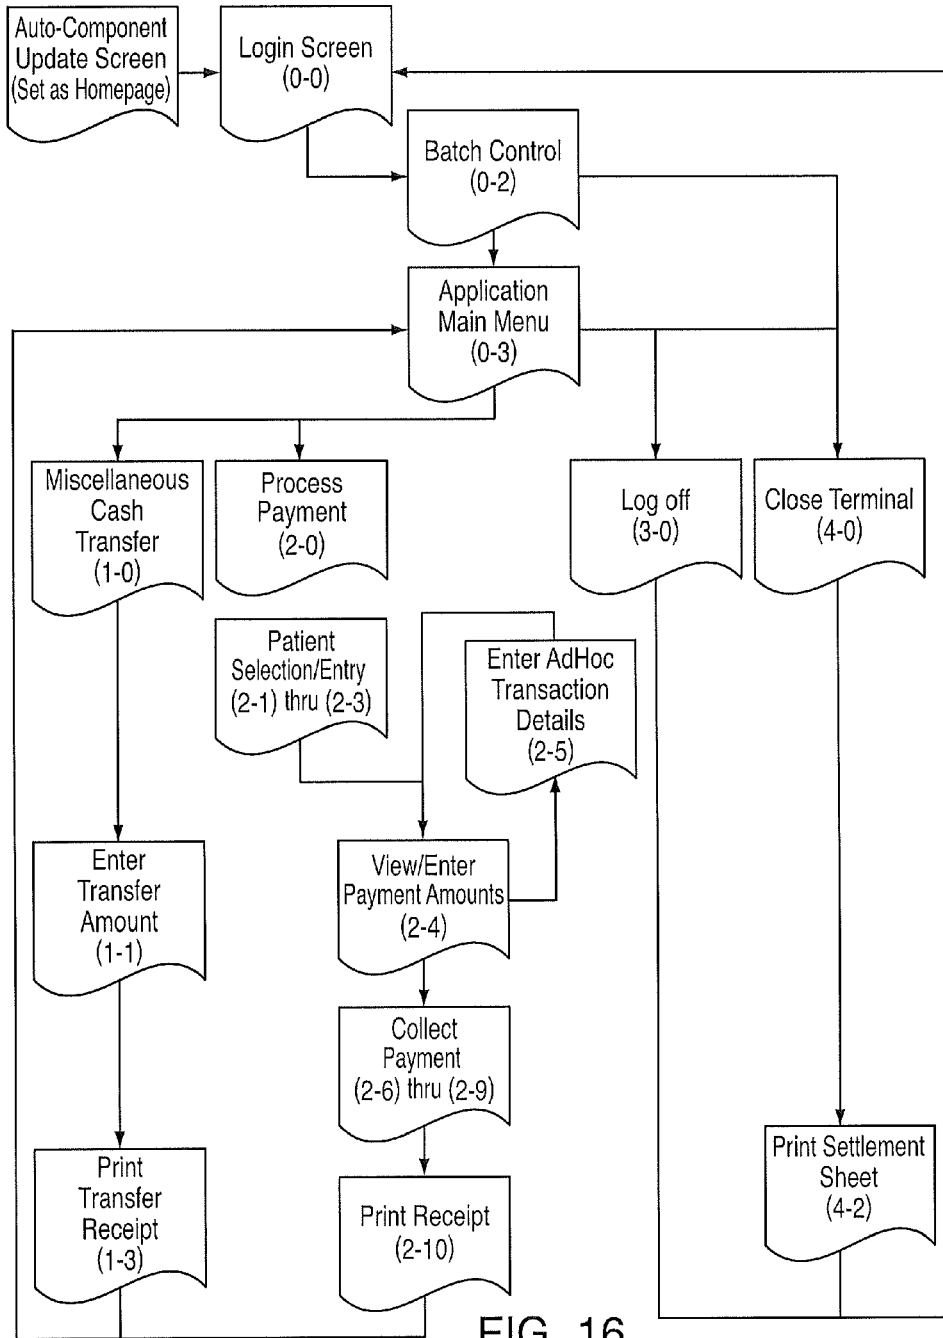 Auto-Component
Update Screen
(Set as Homepage)
Login Screen
(0-0)
Batch Control
(0-2)
Application
Main Menu
(0-3)
Miscellaneous
Cash
Transfer
(1-0)
Process
Payment
(2-0)
Log off
(3-0)
Close Terminal
(4-0)
Patient
Selection/Entry
(2-1) thru (2-3)
Enter AdHoc
Transaction
Details
(2-5)
Enter
Transfer
Amount
(1-1)
View/Enter
Payment Amounts
(2-4)
Collect
Payment
(2-6) thru (2-9)
Print
Transfer
Receipt
(1-3)
Print Receipt
(2-10)
Print Settlement
Sheet
(4-2)
FIG. 16